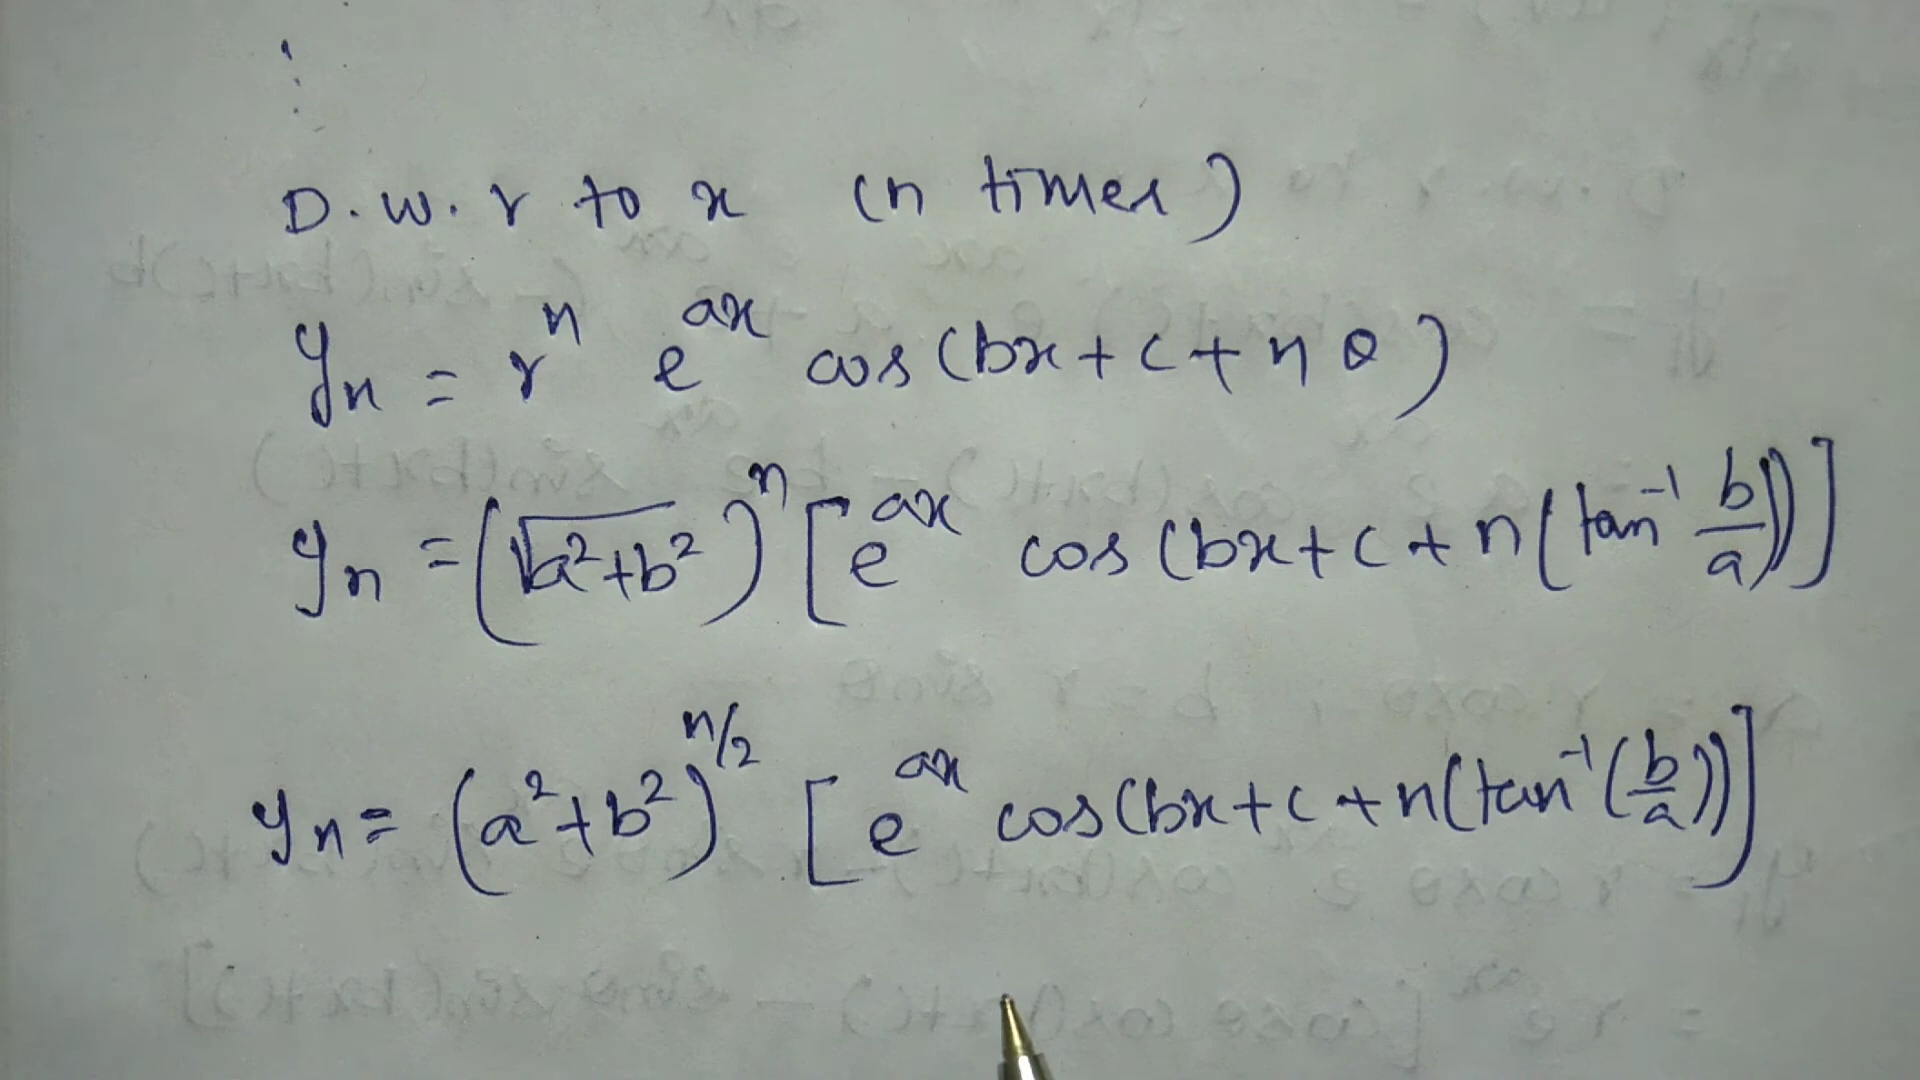 ⋮
D.w.r to x (n times)
yₙ = rⁿ e^{ax} cos(bx+c+nθ)
yₙ = (√(a²+b²))ⁿ [e^{ax} cos(bx+c+n(tan⁻¹ b/a))]
yₙ = (a²+b²)^{n/2} [e^{ax} cos(bx+c+n(tan⁻¹(b/a))]